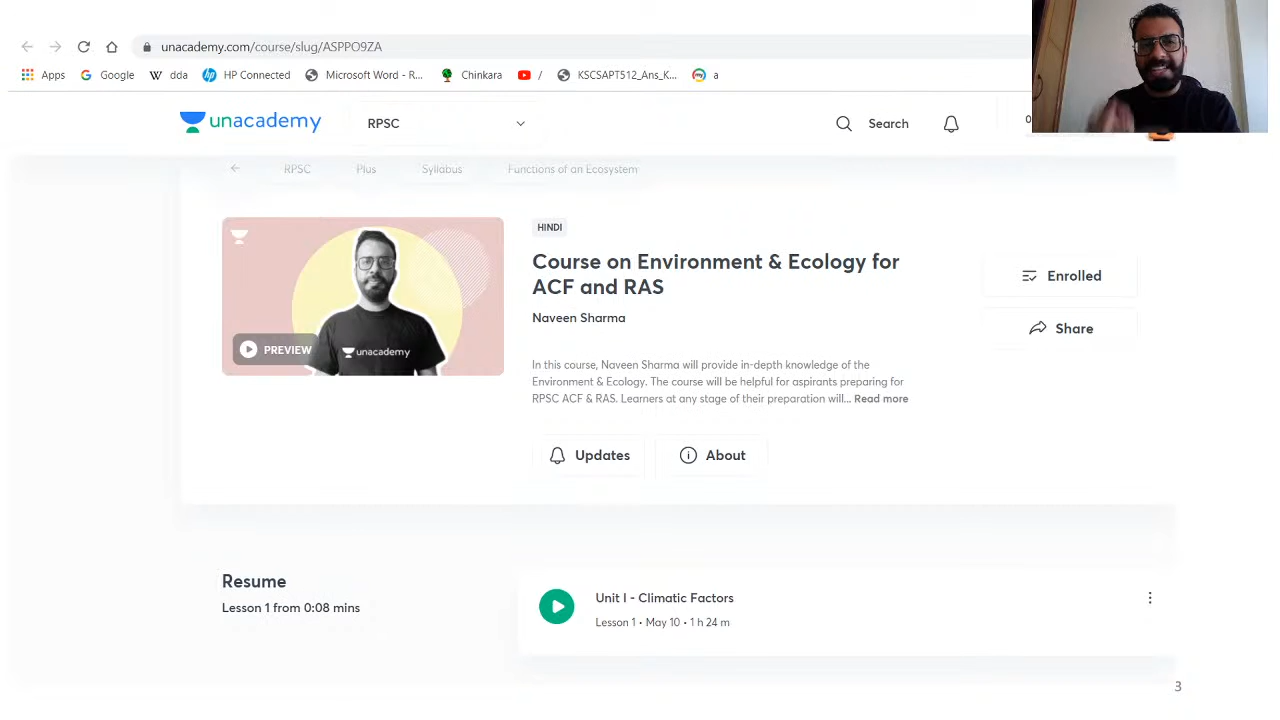 unacademy.com/course/slug/ASPPO9ZA
Apps Google dda HP Connected Microsoft Word - R... Chinkara / KSCSAPT512_Ans_K... a
unacademy RPSC Search 0
RPSC Plus Syllabus Functions of an Ecosystem
HINDI
Course on Environment & Ecology for
ACF and RAS
Enrolled
Naveen Sharma
Share
PREVIEW
unacademy
In this course, Naveen Sharma will provide in-depth knowledge of the
Environment & Ecology. The course will be helpful for aspirants preparing for
RPSC ACF & RAS. Learners at any stage of their preparation will... Read more
Updates About
Resume
Lesson 1 from 0:08 mins
Unit I - Climatic Factors
Lesson 1 • May 10 • 1 h 24 m
3